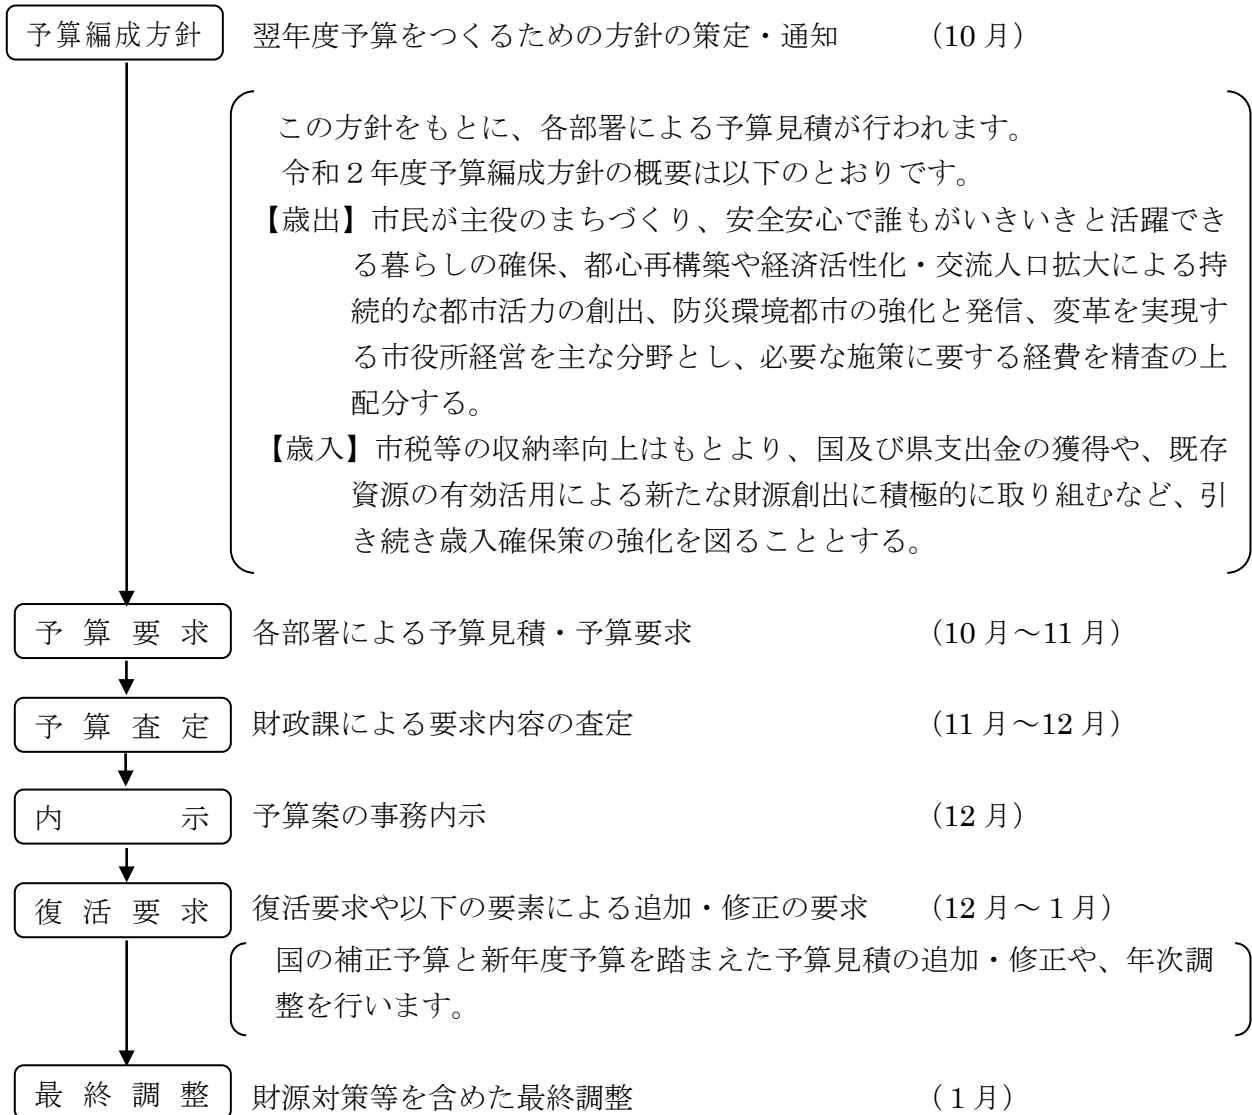 予算編成方針 翌年度予算をつくるための方針の策定・通知 (10 月)
この方針をもとに、各部署による予算見積が行われます。
令和２年度予算編成方針の概要は以下のとおりです。
【歳出】市民が主役のまちづくり、安全安心で誰もがいきいきと活躍でき
る暮らしの確保、都心再構築や経済活性化・交流人口拡大による持
続的な都市活力の創出、防災環境都市の強化と発信、変革を実現す
る市役所経営を主な分野とし、必要な施策に要する経費を精査の上
配分する。
【歳入】市税等の収納率向上はもとより、国及び県支出金の獲得や、既存
資源の有効活用による新たな財源創出に積極的に取り組むなど、引
き続き歳入確保策の強化を図ることとする。
予算要求 各部署による予算見積・予算要求 (10 月～11 月)
予算査定 財政課による要求内容の査定 (11 月～12 月)
内示 予算案の事務内示 (12 月)
復活要求 復活要求や以下の要素による追加・修正の要求 (12 月～１月)
国の補正予算と新年度予算を踏まえた予算見積の追加・修正や、年次調
整を行います。
最終調整 財源対策等を含めた最終調整 (１月)